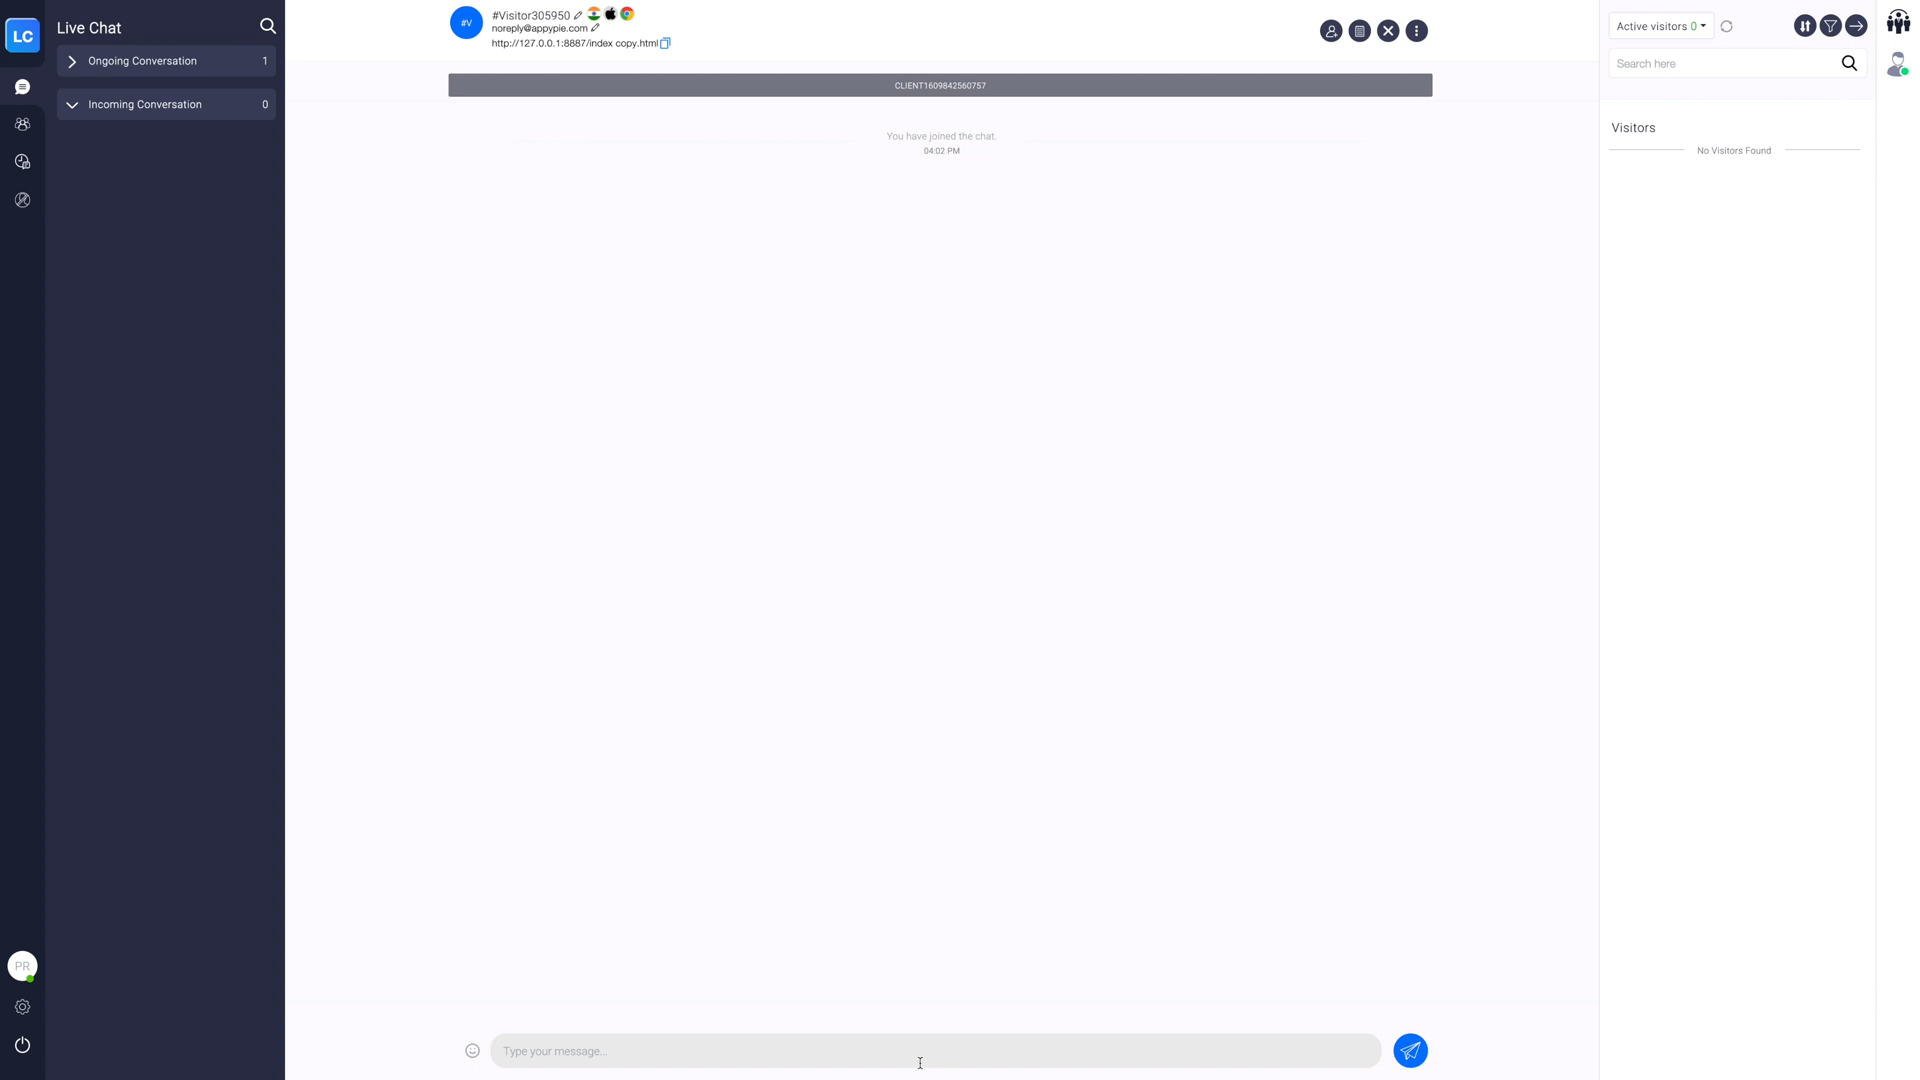 LC
Live Chat
Ongoing Conversation 1
Incoming Conversation 0
PR
#V
#Visitor305950
noreply@appypie.com
http://127.0.0.1:8887/index copy.html
CLIENT1609842560757
You have joined the chat.
04:02 PM
Type your message...
Active visitors 0
Search here
Visitors
No Visitors Found